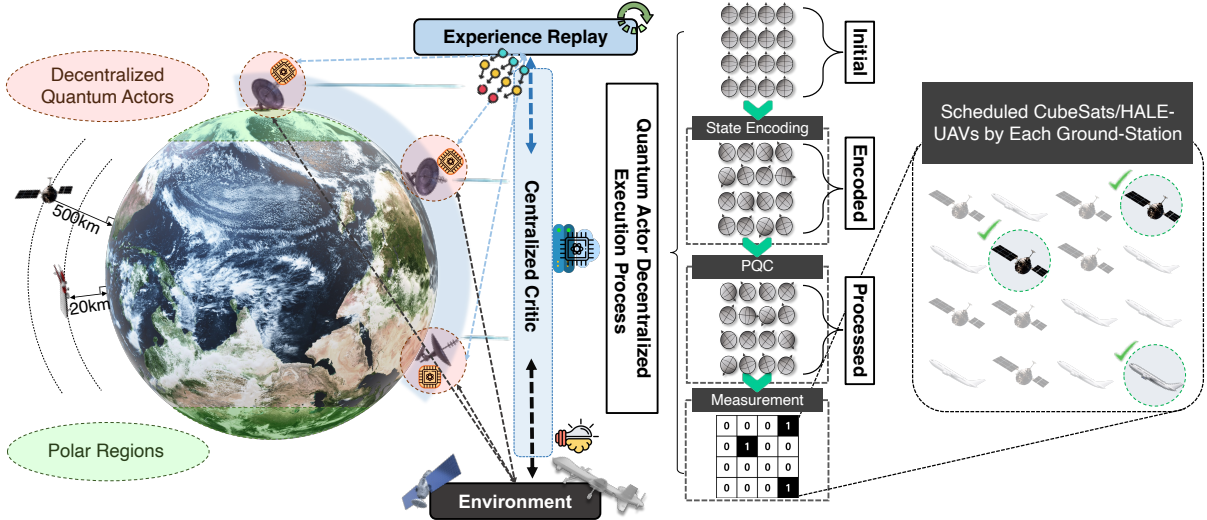 Experience Replay
Decentralized
Quantum Actors
500km
20km
Polar Regions
Centralized Critic
Environment
Quantum Actor Decentralized
Execution Process
Initial
State Encoding
Encoded
PQC
Processed
Measurement
0 0 0 1
0 1 0 0
0 0 0 0
0 0 0 1
Scheduled CubeSats/HALE-
UAVs by Each Ground-Station